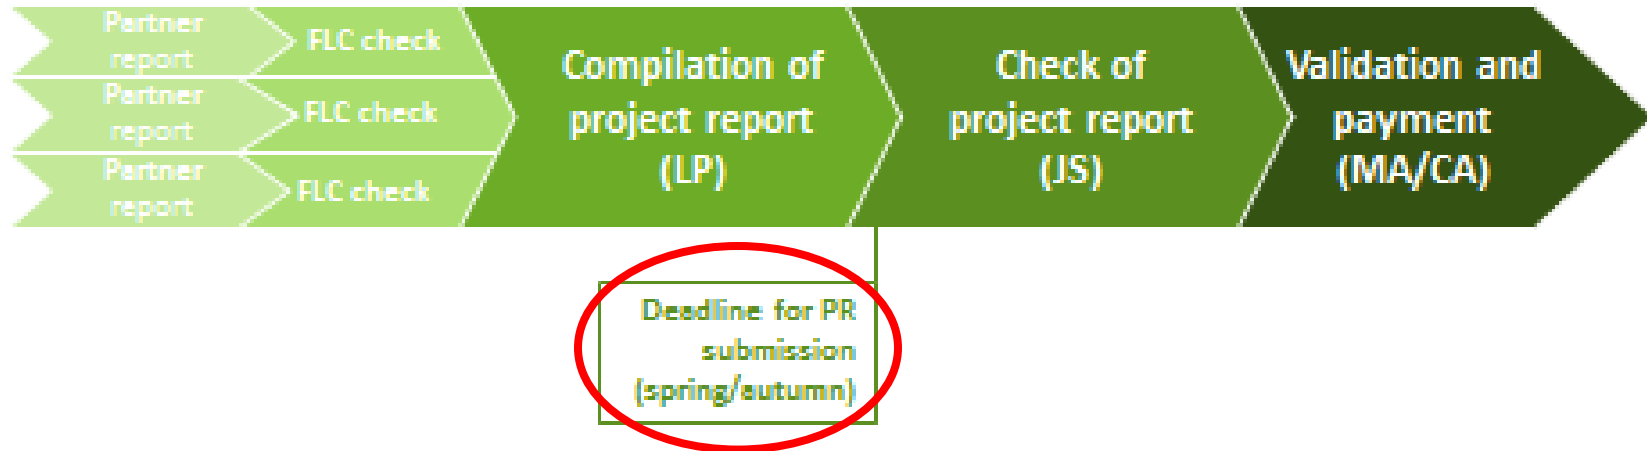 Partner
report
FLC check
Partner
report
FLC check
Partner
report
FLC check
Compilation of
project report
(LP)
Check of
project report
(JS)
Validation and
payment
(MA/CA)
Deadline for PR
submission
(spring/autumn)